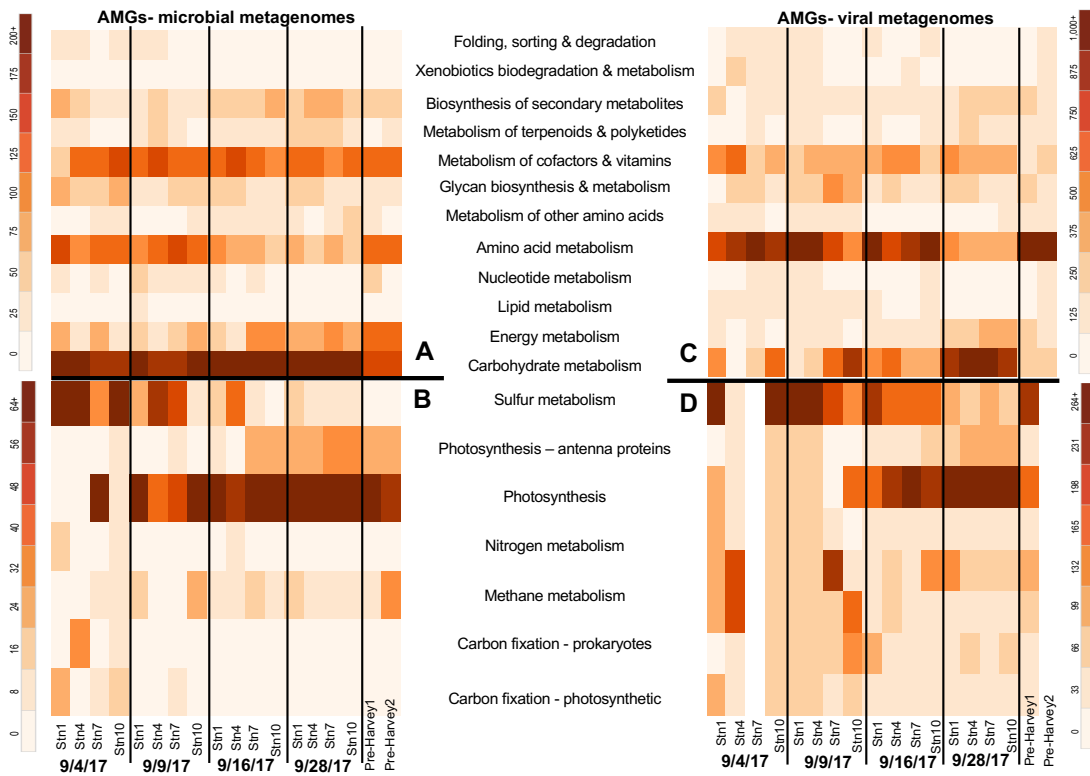 AMGs- microbial metagenomes
AMGs- viral metagenomes
200+
175
150
125
100
75
50
25
0
1,000+
875
750
625
500
375
250
125
0
Folding, sorting & degradation
Xenobiotics biodegradation & metabolism
Biosynthesis of secondary metabolites
Metabolism of terpenoids & polyketides
Metabolism of cofactors & vitamins
Glycan biosynthesis & metabolism
Metabolism of other amino acids
Amino acid metabolism
Nucleotide metabolism
Lipid metabolism
Energy metabolism
Carbohydrate metabolism
A
C
B
D
64+
56
48
40
32
24
16
8
0
264+
231
198
165
132
99
66
33
0
Sulfur metabolism
Photosynthesis – antenna proteins
Photosynthesis
Nitrogen metabolism
Methane metabolism
Carbon fixation - prokaryotes
Carbon fixation - photosynthetic
Stn1
Stn4
Stn7
Stn10
Stn1
Stn4
Stn7
Stn10
Stn1
Stn4
Stn7
Stn10
Stn1
Stn4
Stn7
Stn10
Pre-Harvey1
Pre-Harvey2
9/4/17
9/9/17
9/16/17
9/28/17
Stn1
Stn4
Stn7
Stn10
Stn1
Stn4
Stn7
Stn10
Stn1
Stn4
Stn7
Stn10
Stn1
Stn4
Stn7
Stn10
Pre-Harvey1
Pre-Harvey2
9/4/17
9/9/17
9/16/17
9/28/17